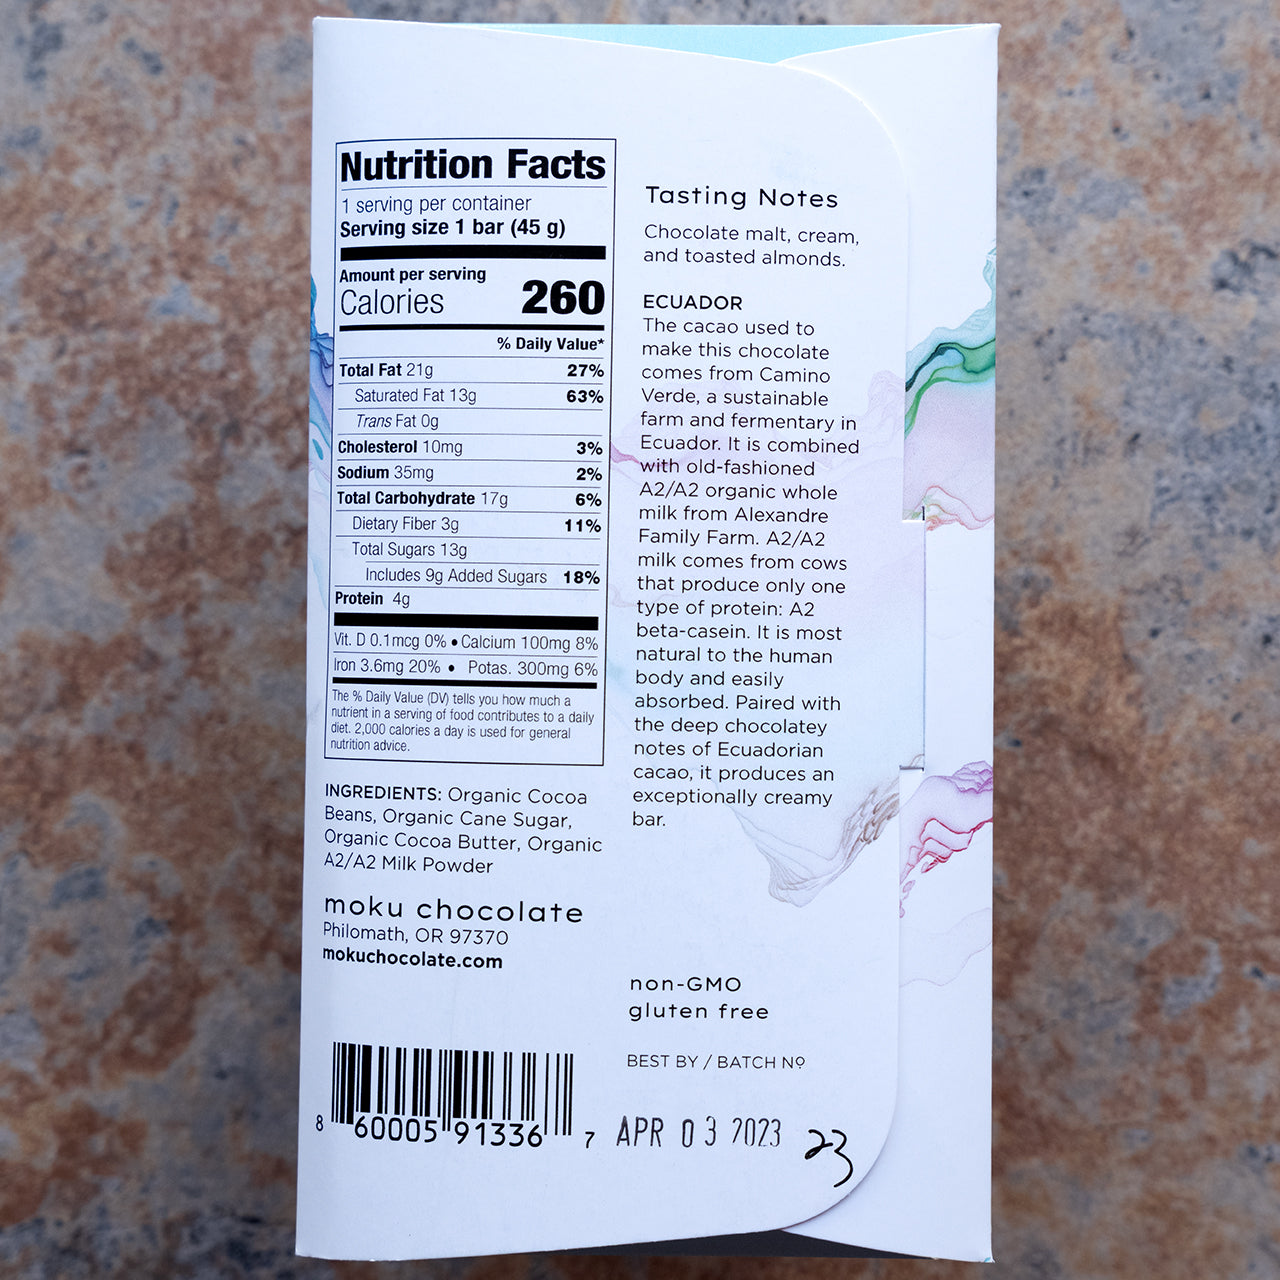 Nutrition Facts
1 serving per container
Serving size 1 bar (45 g)
Amount per serving
Calories 260
% Daily Value*
Total Fat 21g 27%
Saturated Fat 13g 63%
Trans Fat 0g
Cholesterol 10mg 3%
Sodium 35mg 2%
Total Carbohydrate 17g 6%
Dietary Fiber 3g 11%
Total Sugars 13g
Includes 9g Added Sugars 18%
Protein 4g
Vit. D 0.1mcg 0% • Calcium 100mg 8%
Iron 3.6mg 20% • Potas. 300mg 6%
The % Daily Value (DV) tells you how much a
nutrient in a serving of food contributes to a daily
diet. 2,000 calories a day is used for general
nutrition advice.
INGREDIENTS: Organic Cocoa
Beans, Organic Cane Sugar,
Organic Cocoa Butter, Organic
A2/A2 Milk Powder
moku chocolate
Philomath, OR 97370
mokuchocolate.com
8 60005 91336 7
Tasting Notes
Chocolate malt, cream,
and toasted almonds.
ECUADOR
The cacao used to
make this chocolate
comes from Camino
Verde, a sustainable
farm and fermentary in
Ecuador. It is combined
with old-fashioned
A2/A2 organic whole
milk from Alexandre
Family Farm. A2/A2
milk comes from cows
that produce only one
type of protein: A2
beta-casein. It is most
natural to the human
body and easily
absorbed. Paired with
the deep chocolatey
notes of Ecuadorian
cacao, it produces an
exceptionally creamy
bar.
non-GMO
gluten free
BEST BY / BATCH Nº
APR 03 2023 23